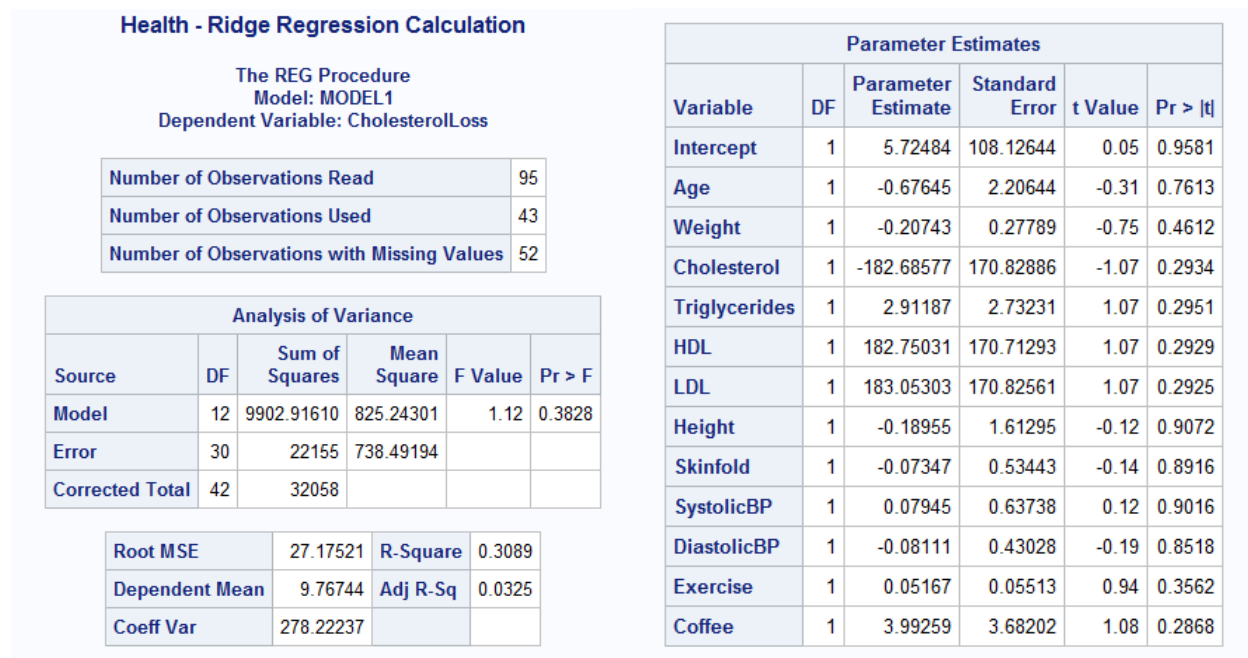 Health - Ridge Regression Calculation
The REG Procedure
Model: MODEL1
Dependent Variable: CholesterolLoss
Number of Observations Read 95
Number of Observations Used 43
Number of Observations with Missing Values 52
Analysis of Variance
Source DF Sum of Squares Mean Square F Value Pr > F
Model 12 9902.91610 825.24301 1.12 0.3828
Error 30 22155 738.49194
Corrected Total 42 32058
Root MSE 27.17521 R-Square 0.3089
Dependent Mean 9.76744 Adj R-Sq 0.0325
Coeff Var 278.22237
Parameter Estimates
Variable DF Parameter Estimate Standard Error t Value Pr > |t|
Intercept 1 5.72484 108.12644 0.05 0.9581
Age 1 -0.67645 2.20644 -0.31 0.7613
Weight 1 -0.20743 0.27789 -0.75 0.4612
Cholesterol 1 -182.68577 170.82886 -1.07 0.2934
Triglycerides 1 2.91187 2.73231 1.07 0.2951
HDL 1 182.75031 170.71293 1.07 0.2929
LDL 1 183.05303 170.82561 1.07 0.2925
Height 1 -0.18955 1.61295 -0.12 0.9072
Skinfold 1 -0.07347 0.53443 -0.14 0.8916
SystolicBP 1 0.07945 0.63738 0.12 0.9016
DiastolicBP 1 -0.08111 0.43028 -0.19 0.8518
Exercise 1 0.05167 0.05513 0.94 0.3562
Coffee 1 3.99259 3.68202 1.08 0.2868